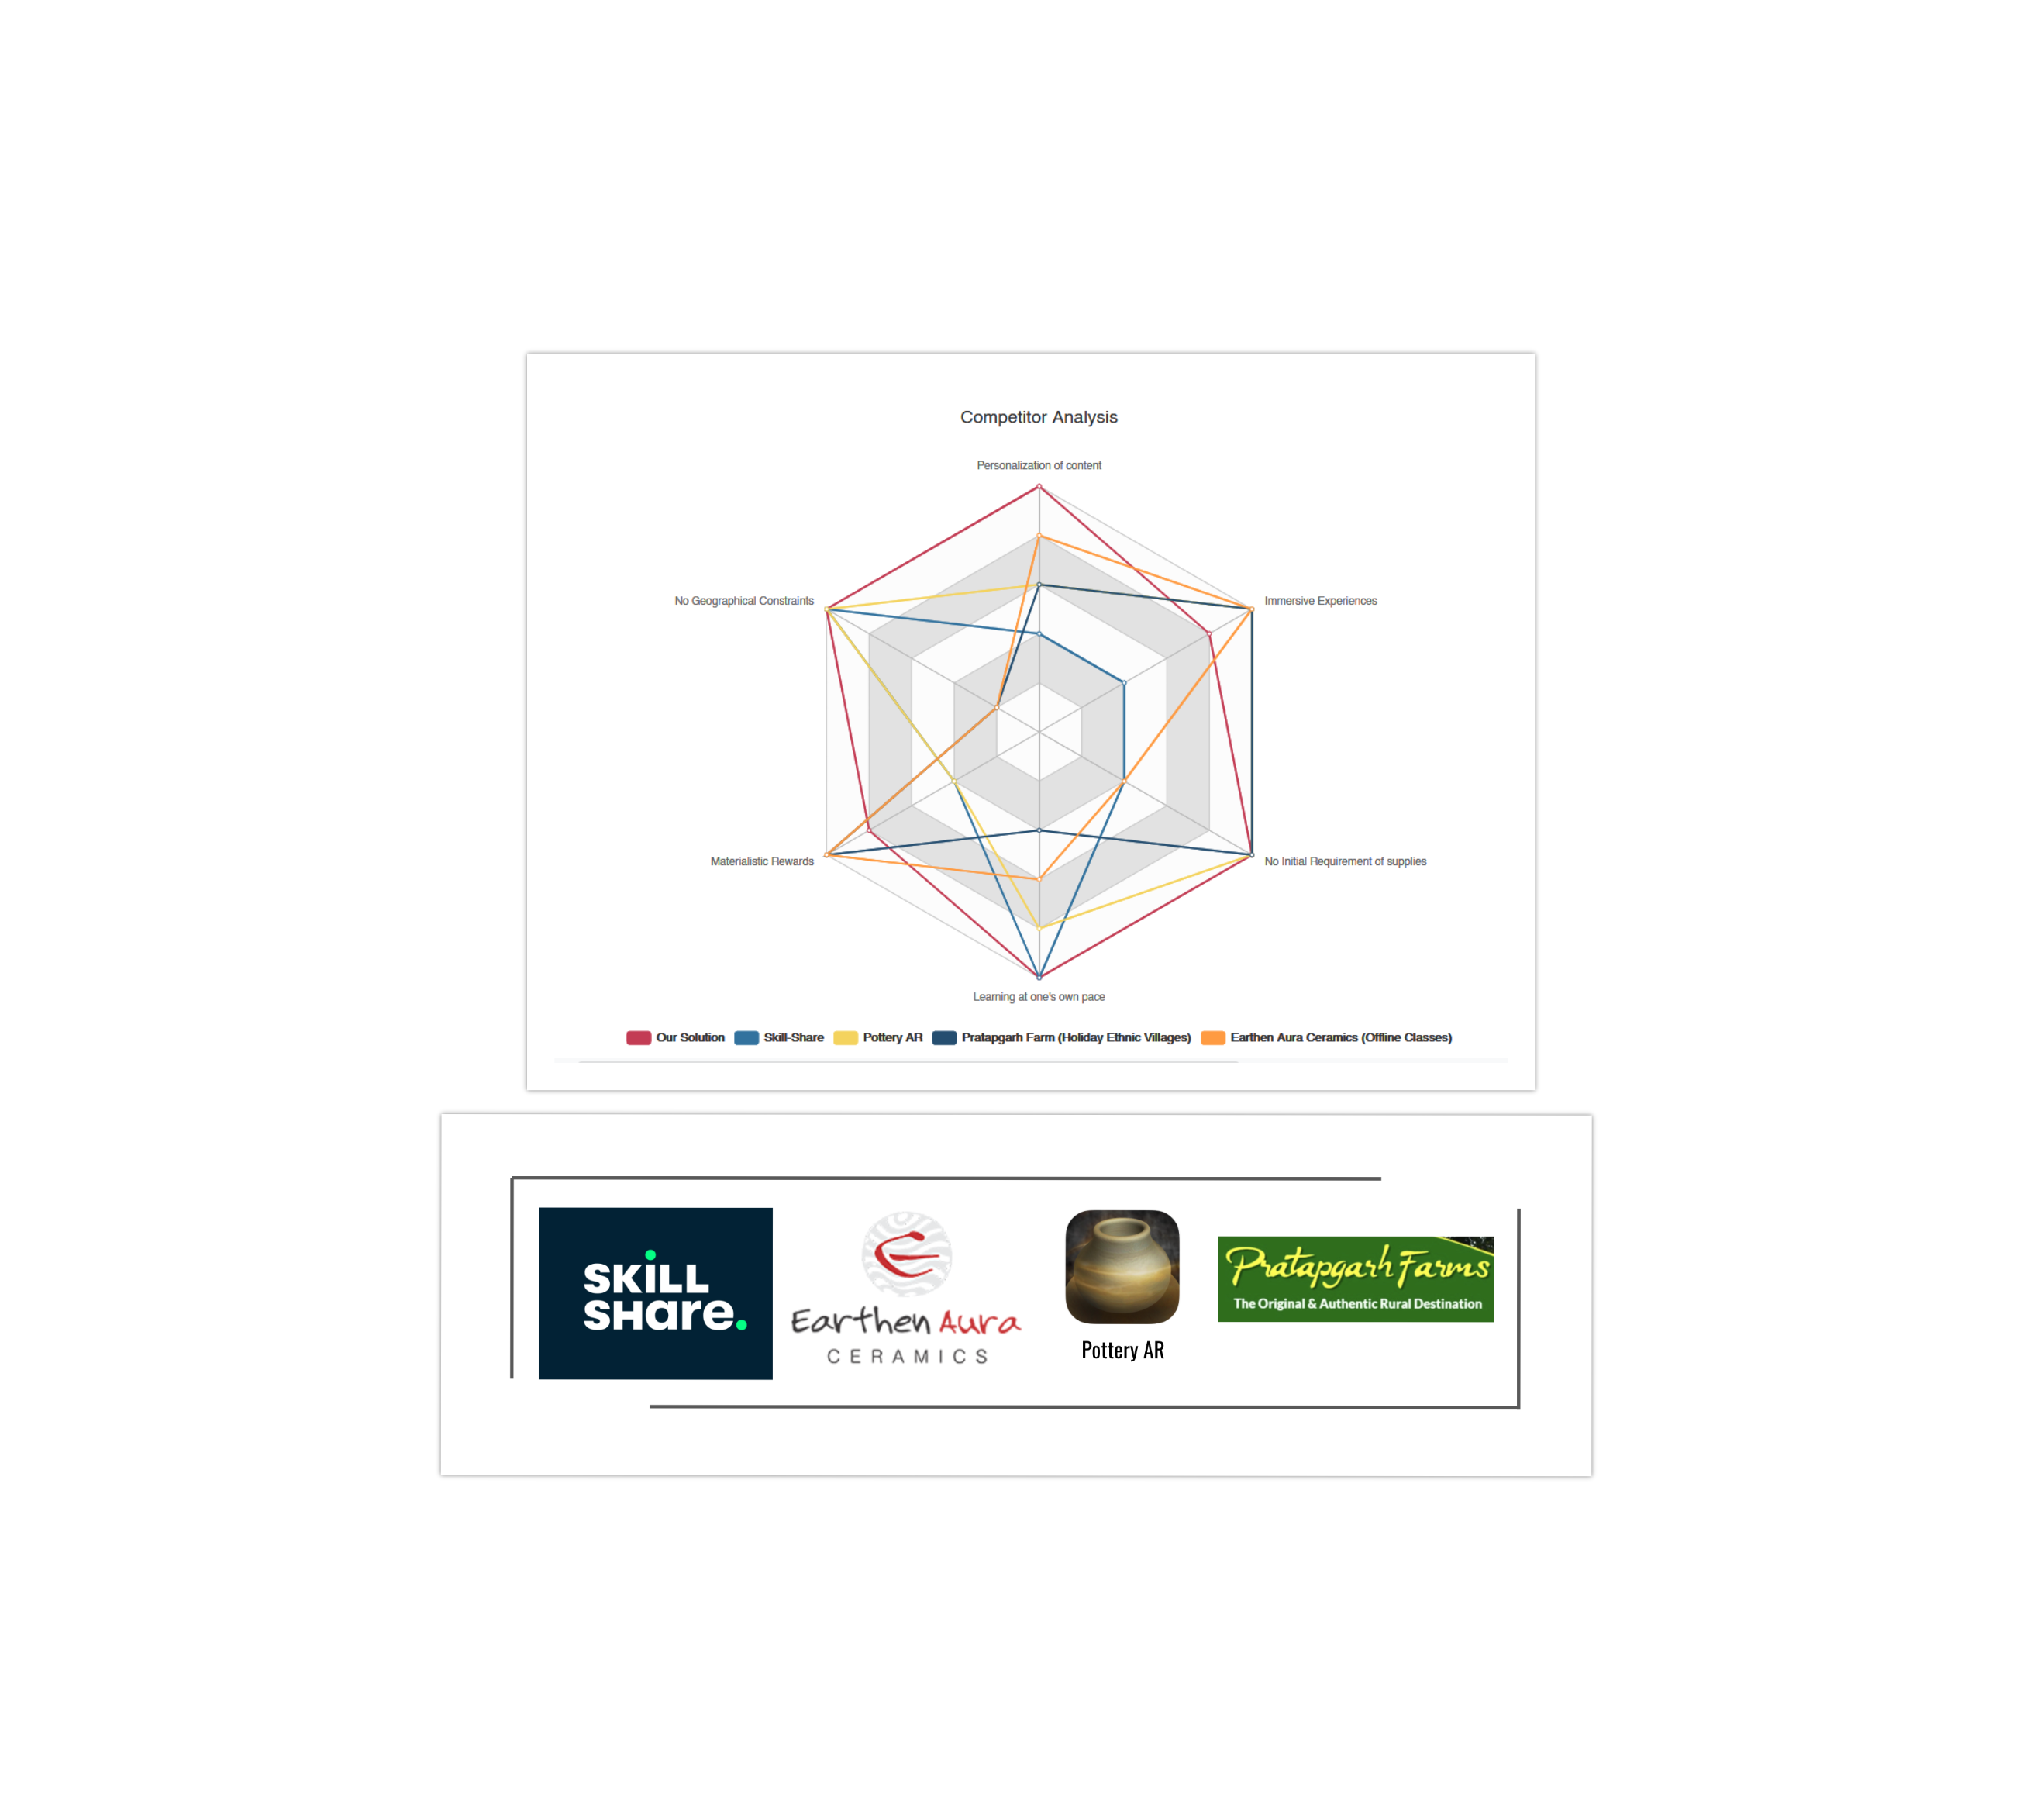 Competitor Analysis
Personalization of content
No Geographical Constraints
Immersive Experiences
Materialistic Rewards
No Initial Requirement of supplies
Learning at one's own pace
Our Solution Skill-Share Pottery AR Pratapgarh Farm (Holiday Ethnic Villages) Earthen Aura Ceramics (Offline Classes)
SKiLL
SHare.
Earthen Aura
CERAMICS
Pottery AR
Pratapgarh Farms
The Original & Authentic Rural Destination